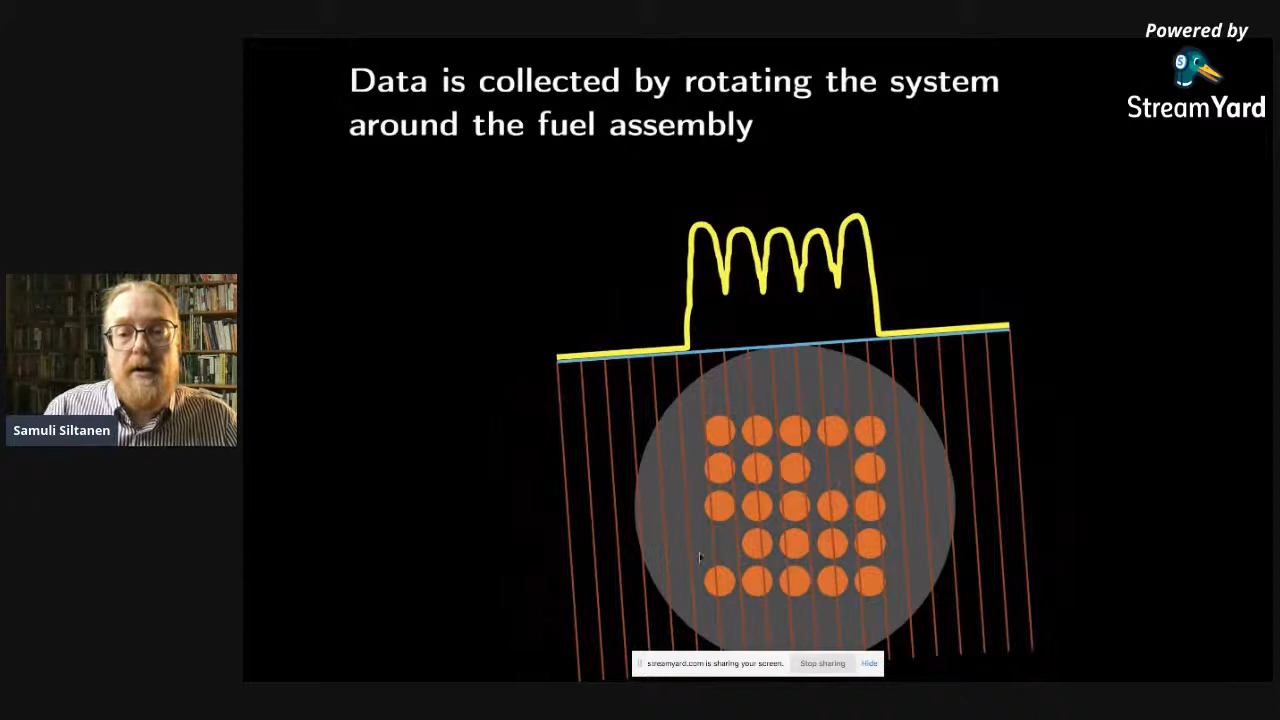 Powered by
StreamYard
Data is collected by rotating the system
around the fuel assembly
Samuli Siltanen
streamyard.com is sharing your screen.
Stop sharing
Hide